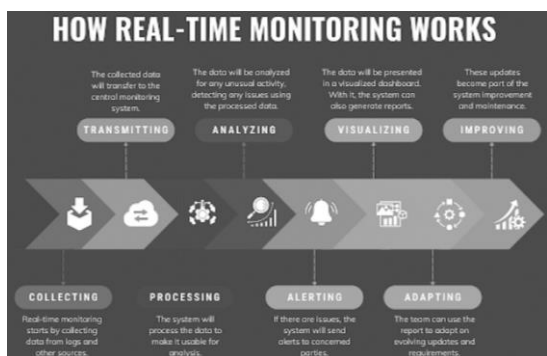 HOW REAL-TIME MONITORING WORKS
The collected data
will transfer to the
central monitoring
system.
TRANSMITTING
The data will be analyzed
for any unusual activity,
detecting any issues using
the processed data.
ANALYZING
The data will be presented
in a visualized dashboard.
With it, the system can
also generate reports.
VISUALIZING
These updates
become part of the
system improvement
and maintenance.
IMPROVING
COLLECTING
Real-time monitoring
starts by collecting
data from logs and
other sources.
PROCESSING
The system will
process the data to
make it usable for
analysis.
ALERTING
If there are issues, the
system will send
alerts to concerned
parties.
ADAPTING
The team can use the
report to adapt on
evolving updates and
requirements.